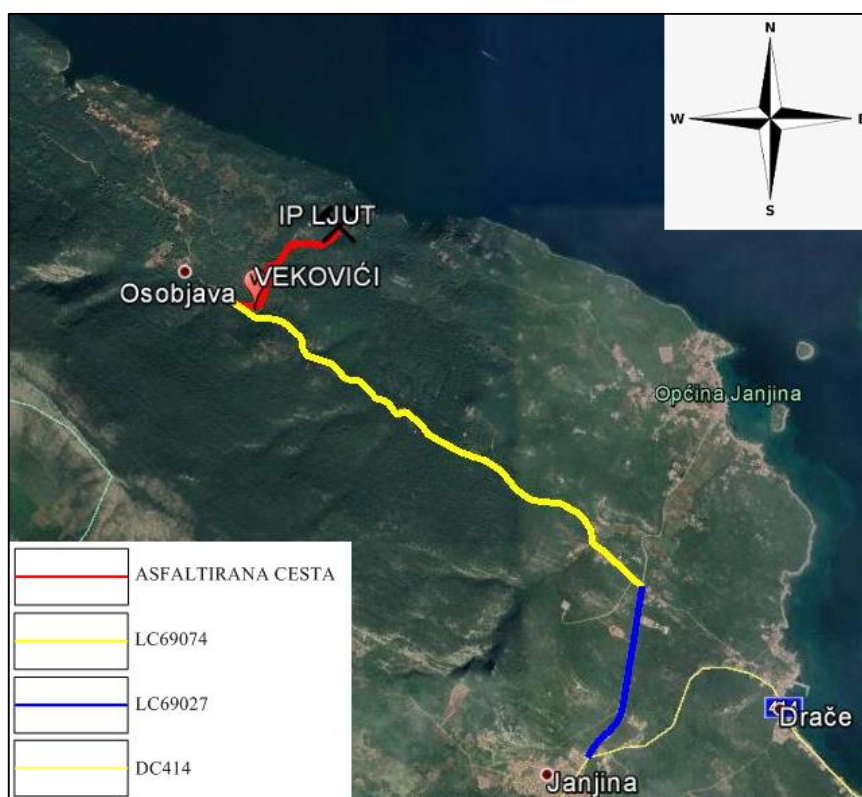 N
W
E
S
IP LJUT
VEKOVIĆI
Osobjava
Općina Janjina
ASFALTIRANA CESTA
LC69074
LC69027
DC414
Drače
Janjina